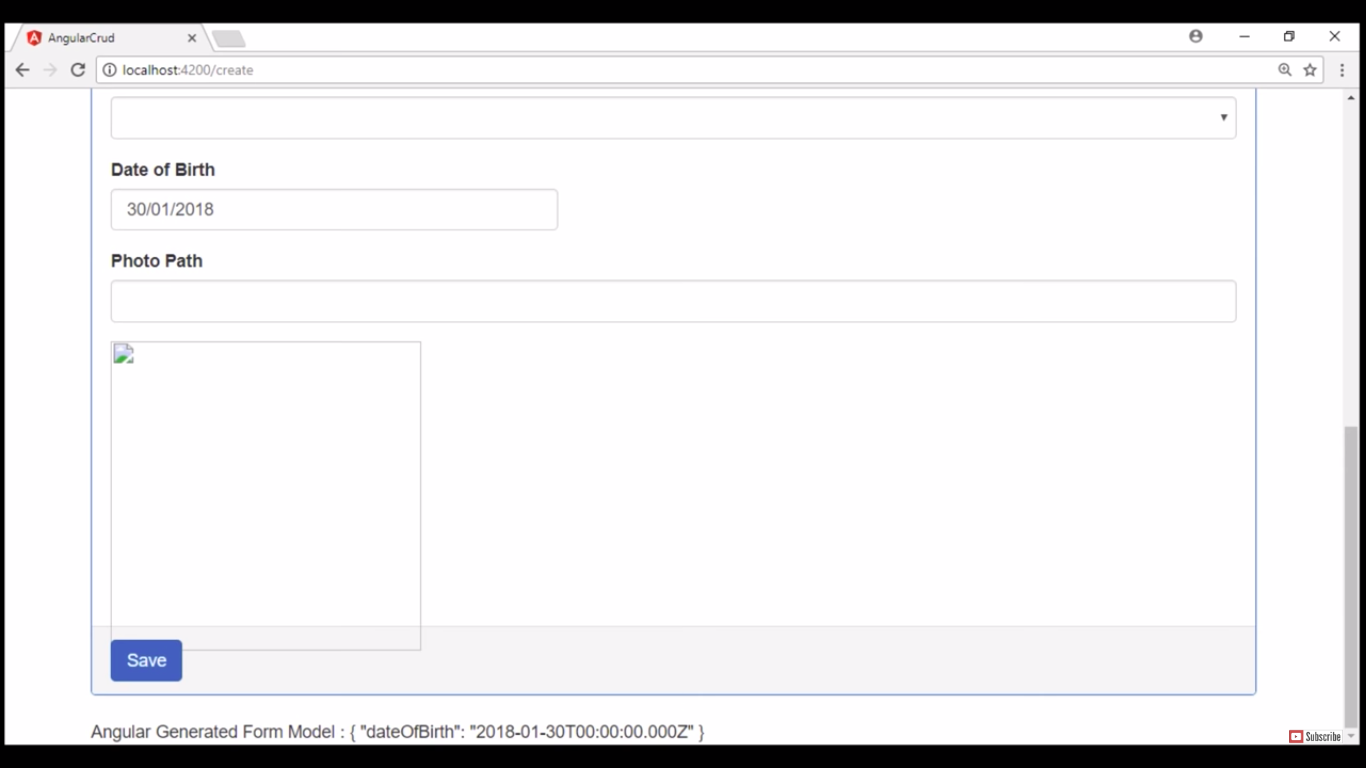 AngularCrud
localhost:4200/create
Date of Birth
30/01/2018
Photo Path
Save
Angular Generated Form Model : { "dateOfBirth": "2018-01-30T00:00:00.000Z" }
Subscribe